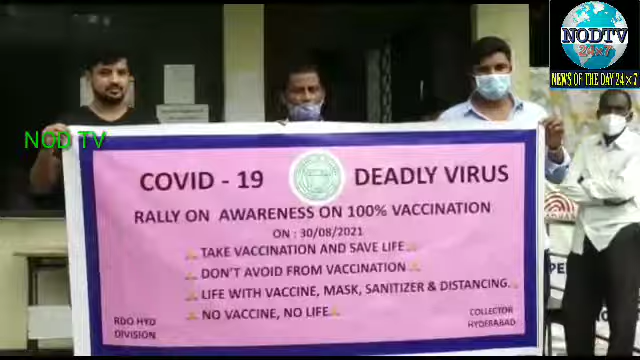 NODTV
24×7
NEWS OF THE DAY 24×7
NOD TV
COVID - 19 DEADLY VIRUS
RALLY ON AWARENESS ON 100% VACCINATION
ON : 30/08/2021
TAKE VACCINATION AND SAVE LIFE
DON'T AVOID FROM VACCINATION
LIFE WITH VACCINE, MASK, SANITIZER & DISTANCING.
NO VACCINE, NO LIFE
RDO HYD
DIVISION
COLLECTOR
HYDERABAD